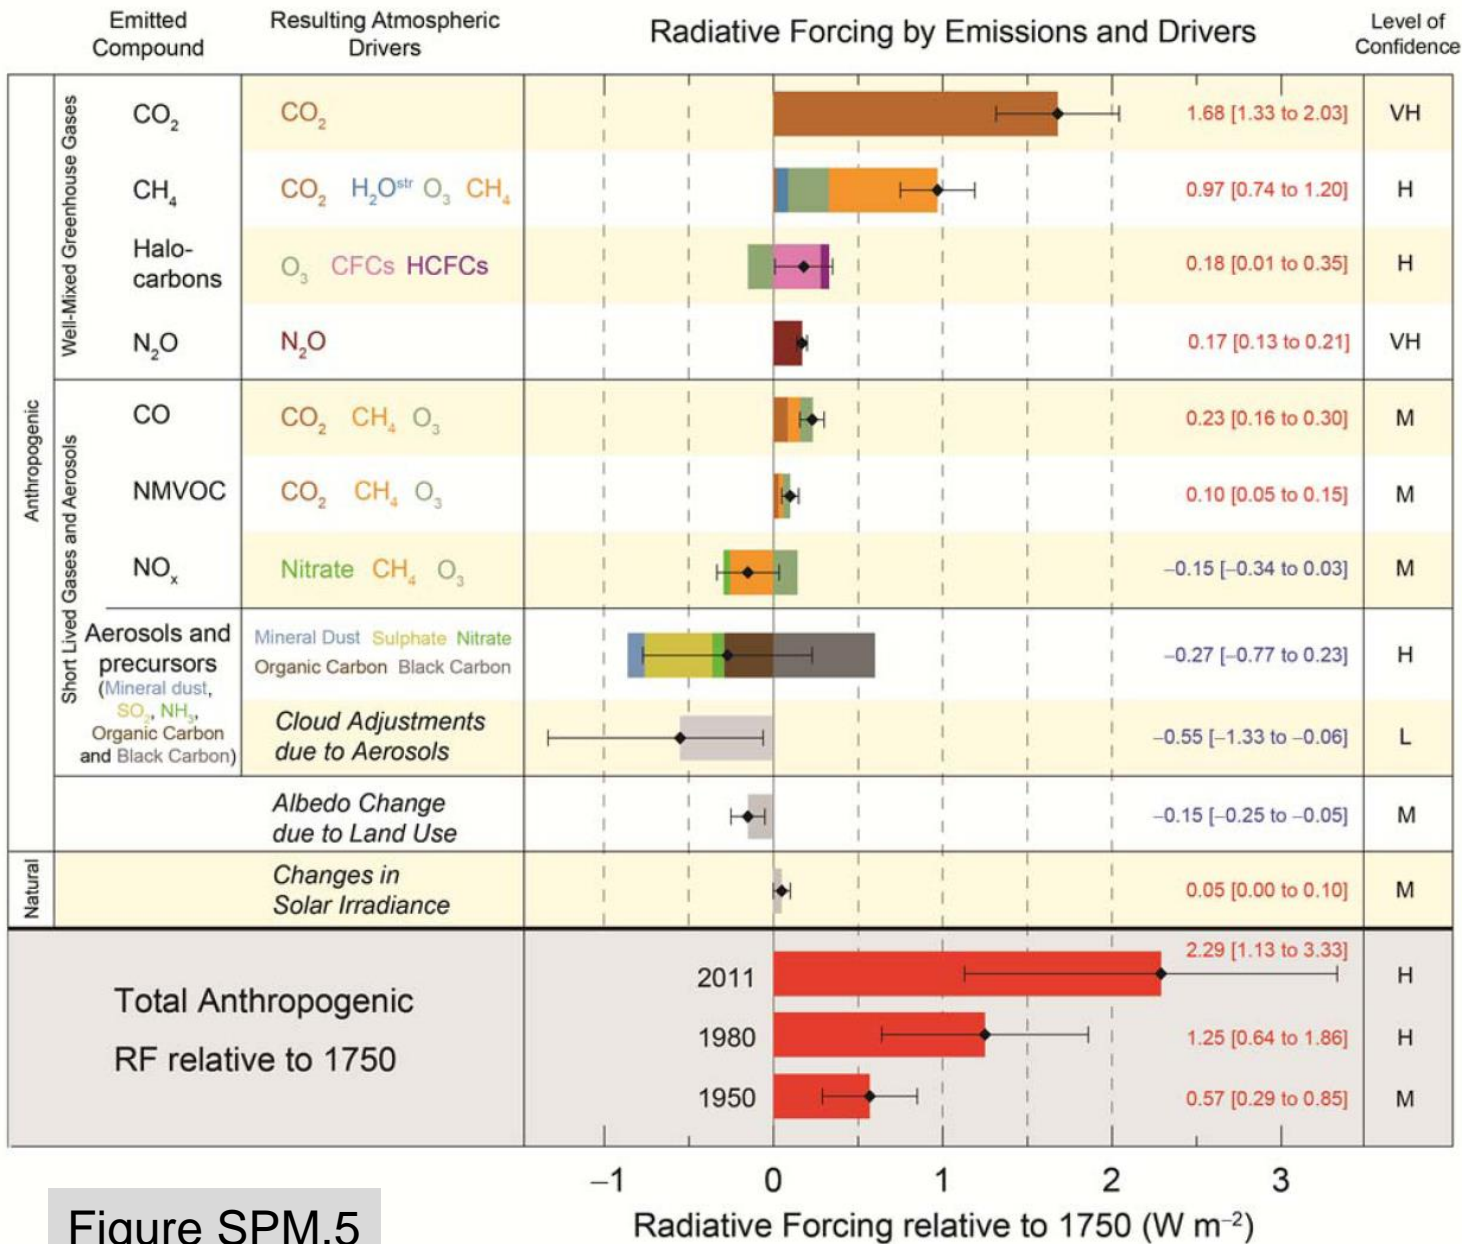 Emitted Compound
Resulting Atmospheric Drivers
Radiative Forcing by Emissions and Drivers
Level of Confidence
Anthropogenic
Well-Mixed Greenhouse Gases
CO₂
CO₂
1.68 [1.33 to 2.03]
VH
CH₄
CO₂ H₂Oˢᵗʳ O₃ CH₄
0.97 [0.74 to 1.20]
H
Halo-
carbons
O₃ CFCs HCFCs
0.18 [0.01 to 0.35]
H
N₂O
N₂O
0.17 [0.13 to 0.21]
VH
Short Lived Gases and Aerosols
CO
CO₂ CH₄ O₃
0.23 [0.16 to 0.30]
M
NMVOC
CO₂ CH₄ O₃
0.10 [0.05 to 0.15]
M
NOₓ
Nitrate CH₄ O₃
−0.15 [−0.34 to 0.03]
M
Aerosols and
precursors
(Mineral dust,
SO₂, NH₃,
Organic Carbon
and Black Carbon)
Mineral Dust Sulphate Nitrate
Organic Carbon Black Carbon
−0.27 [−0.77 to 0.23]
H
Cloud Adjustments
due to Aerosols
−0.55 [−1.33 to −0.06]
L
Albedo Change
due to Land Use
−0.15 [−0.25 to −0.05]
M
Natural
Changes in
Solar Irradiance
0.05 [0.00 to 0.10]
M
Total Anthropogenic
RF relative to 1750
2011
2.29 [1.13 to 3.33]
H
1980
1.25 [0.64 to 1.86]
H
1950
0.57 [0.29 to 0.85]
M
−1 0 1 2 3
Radiative Forcing relative to 1750 (W m⁻²)
Figure SPM.5